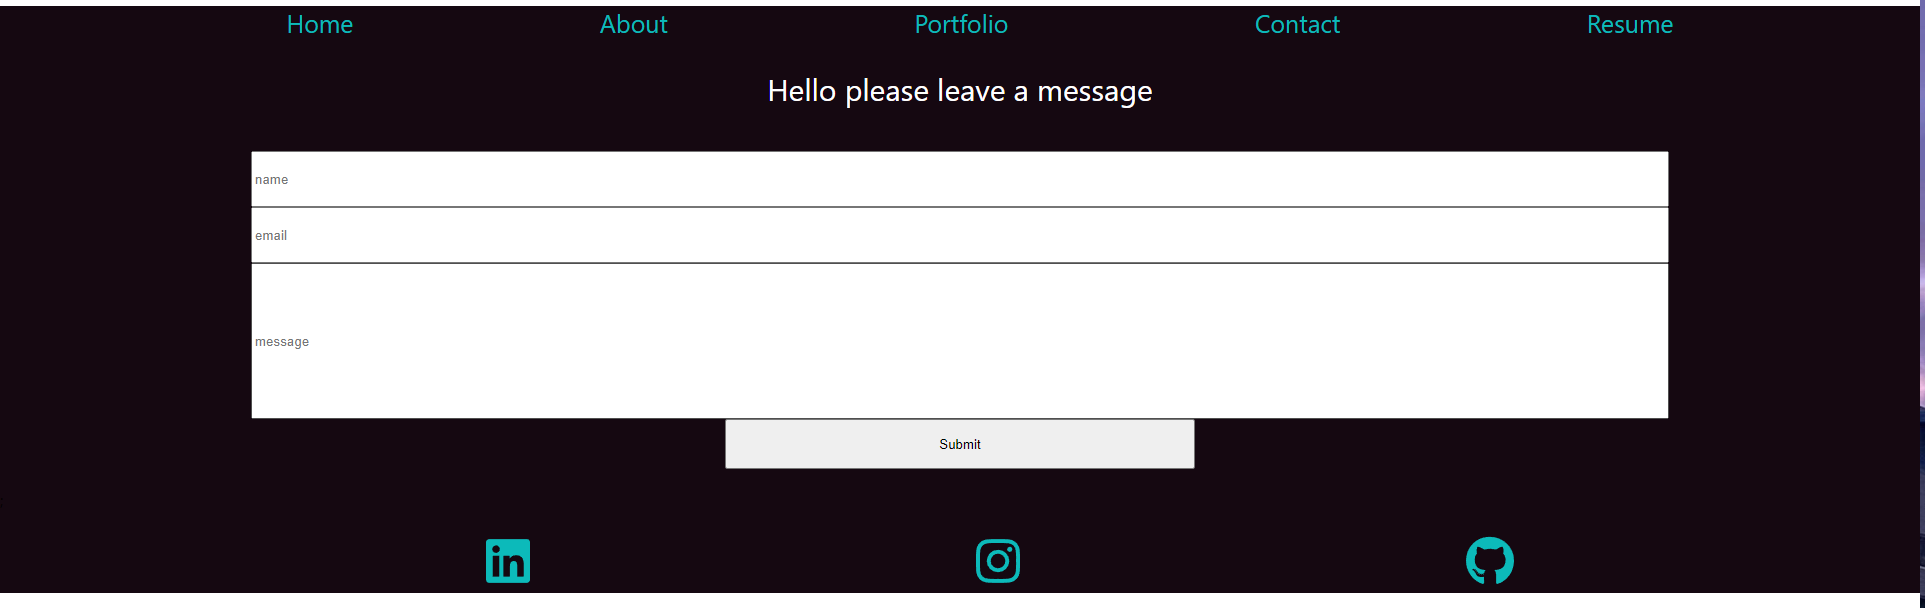 Home About Portfolio Contact Resume
Hello please leave a message
name
email
message
Submit
in